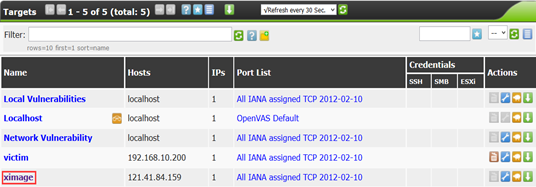 Targets 1 - 5 of 5 (total: 5) √Refresh every 30 Sec.
Filter: --
rows=10 first=1 sort=name
Name Hosts IPs Port List Credentials Actions
SSH SMB ESXi
Local Vulnerabilities localhost 1 All IANA assigned TCP 2012-02-10
Localhost localhost 1 OpenVAS Default
Network Vulnerability localhost 1 All IANA assigned TCP 2012-02-10
victim 192.168.10.200 1 All IANA assigned TCP 2012-02-10
ximage 121.41.84.159 1 All IANA assigned TCP 2012-02-10